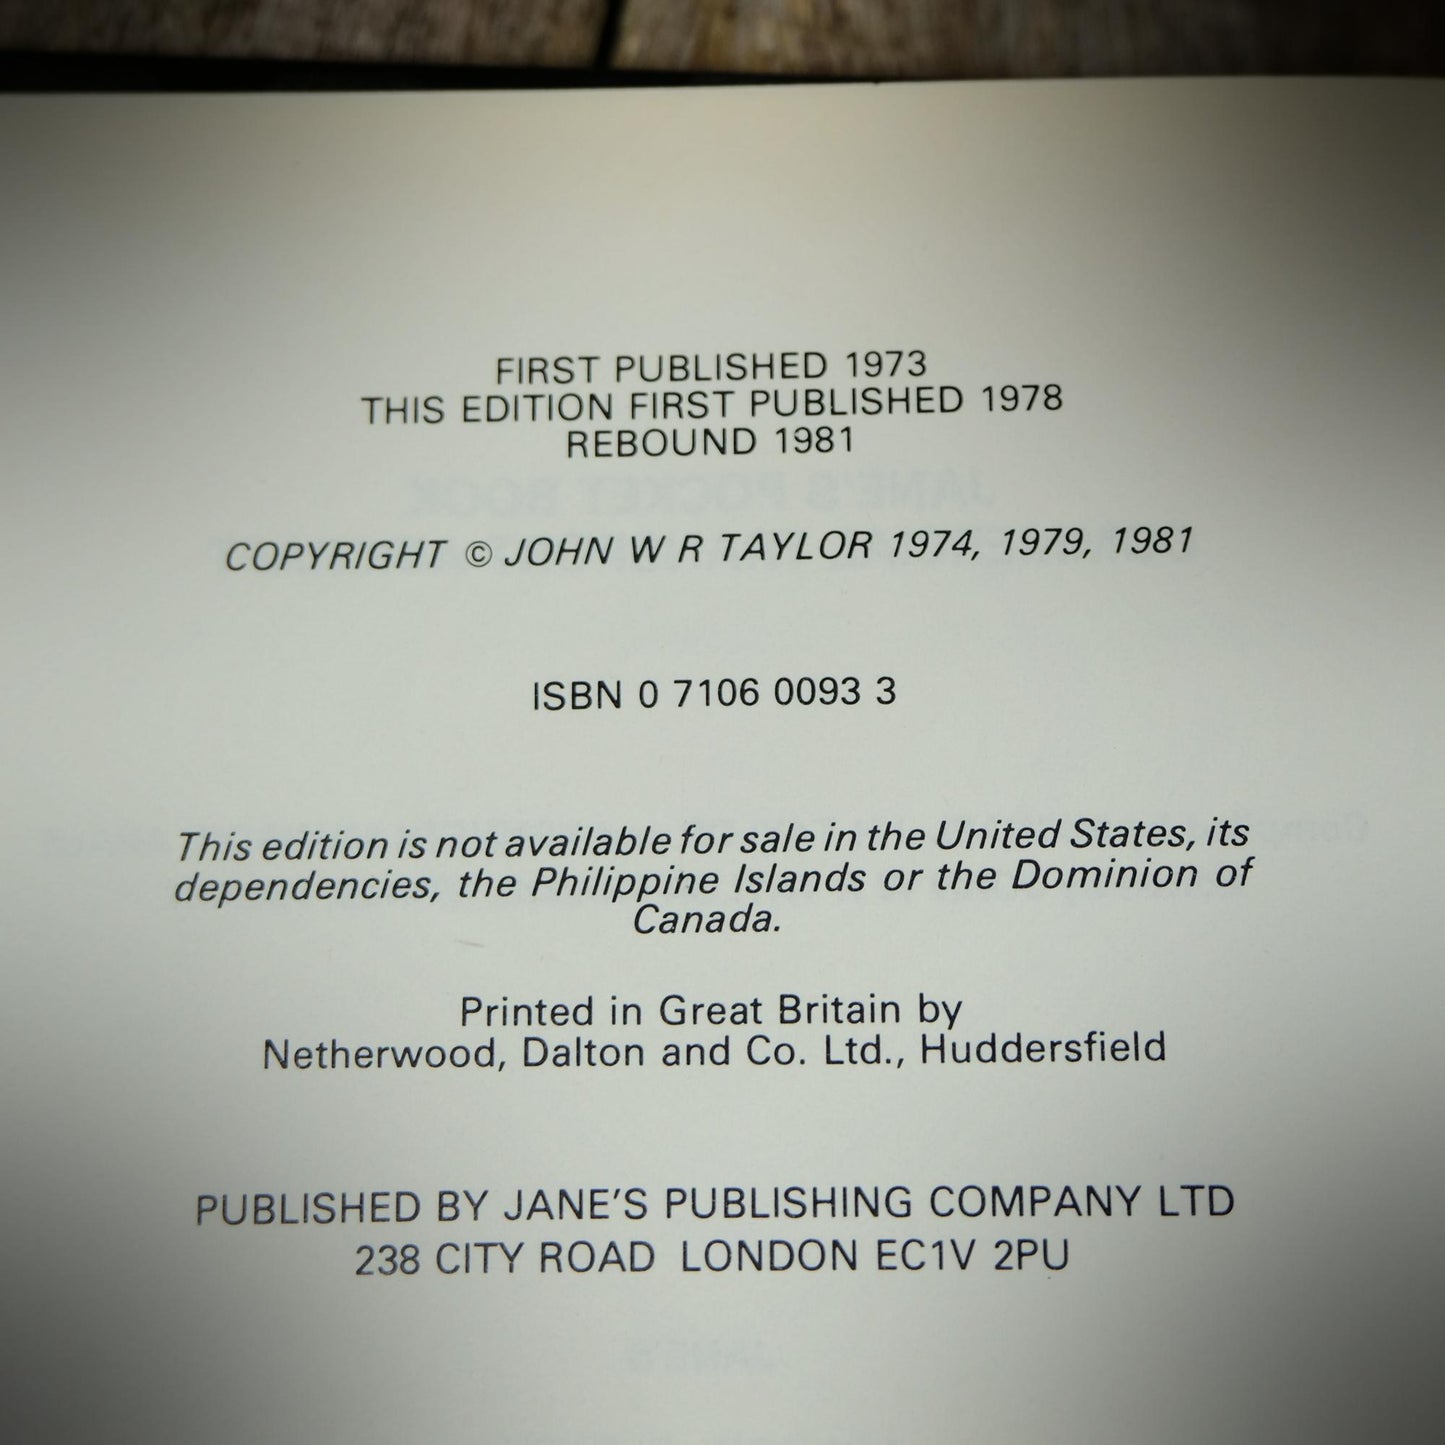 FIRST PUBLISHED 1973
THIS EDITION FIRST PUBLISHED 1978
REBOUND 1981
COPYRIGHT © JOHN W R TAYLOR 1974, 1979, 1981
ISBN 0 7106 0093 3
This edition is not available for sale in the United States, its
dependencies, the Philippine Islands or the Dominion of
Canada.
Printed in Great Britain by
Netherwood, Dalton and Co. Ltd., Huddersfield
PUBLISHED BY JANE'S PUBLISHING COMPANY LTD
238 CITY ROAD LONDON EC1V 2PU